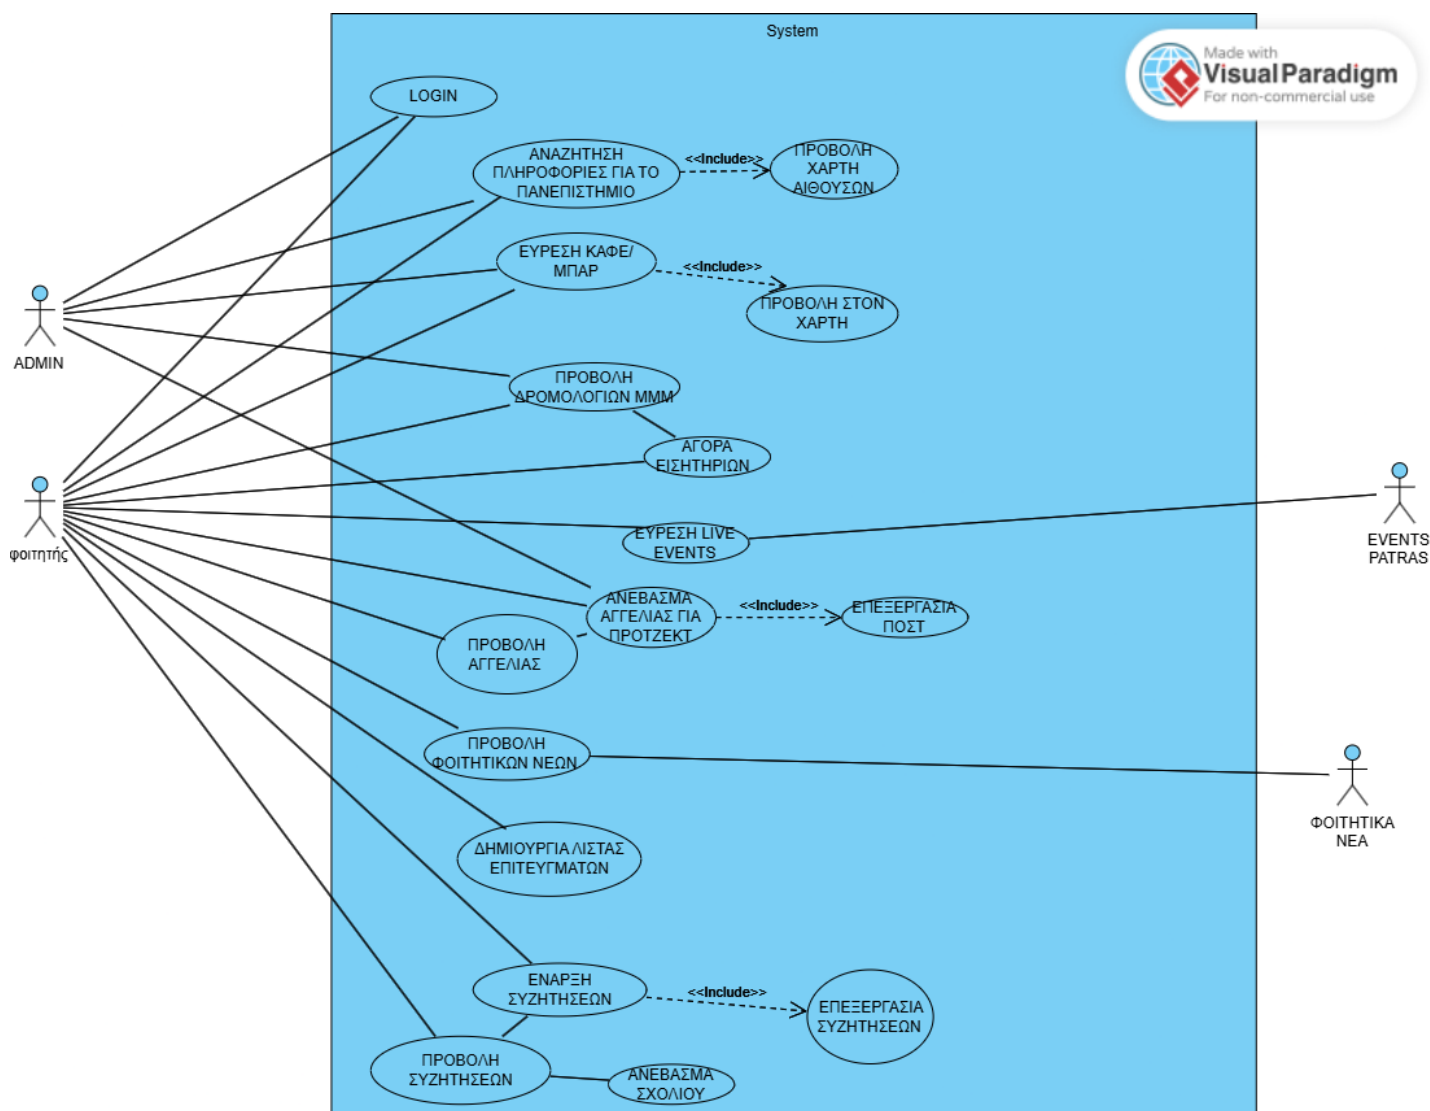 System
Made with
Visual Paradigm
For non-commercial use
LOGIN
ΑΝΑΖΗΤΗΣΗ
ΠΛΗΡΟΦΟΡΙΕΣ ΓΙΑ ΤΟ
ΠΑΝΕΠΙΣΤΗΜΙΟ
<<Include>>
ΠΡΟΒΟΛΗ
ΧΑΡΤΗ
ΑΙΘΟΥΣΩΝ
ΕΥΡΕΣΗ ΚΑΦΕ/
ΜΠΑΡ
<<Include>>
ΠΡΟΒΟΛΗ ΣΤΟΝ
ΧΑΡΤΗ
ADMIN
ΠΡΟΒΟΛΗ
ΔΡΟΜΟΛΟΓΙΩΝ ΜΜΜ
ΑΓΟΡΑ
ΕΙΣΗΤΗΡΙΩΝ
φοιτητής
ΕΥΡΕΣΗ LIVE
EVENTS
EVENTS
PATRAS
ΑΝΕΒΑΣΜΑ
ΑΓΓΕΛΙΑΣ ΓΙΑ
ΠΡΟΤΖΕΚΤ
<<Include>>
ΕΠΕΞΕΡΓΑΣΙΑ
ΠΟΣΤ
ΠΡΟΒΟΛΗ
ΑΓΓΕΛΙΑΣ
ΠΡΟΒΟΛΗ
ΦΟΙΤΗΤΙΚΩΝ ΝΕΩΝ
ΦΟΙΤΗΤΙΚΑ
ΝΕΑ
ΔΗΜΙΟΥΡΓΙΑ ΛΙΣΤΑΣ
ΕΠΙΤΕΥΓΜΑΤΩΝ
ΕΝΑΡΞΗ
ΣΥΖΗΤΗΣΕΩΝ
<<Include>>
ΕΠΕΞΕΡΓΑΣΙΑ
ΣΥΖΗΤΗΣΕΩΝ
ΠΡΟΒΟΛΗ
ΣΥΖΗΤΗΣΕΩΝ
ΑΝΕΒΑΣΜΑ
ΣΧΟΛΙΟΥ